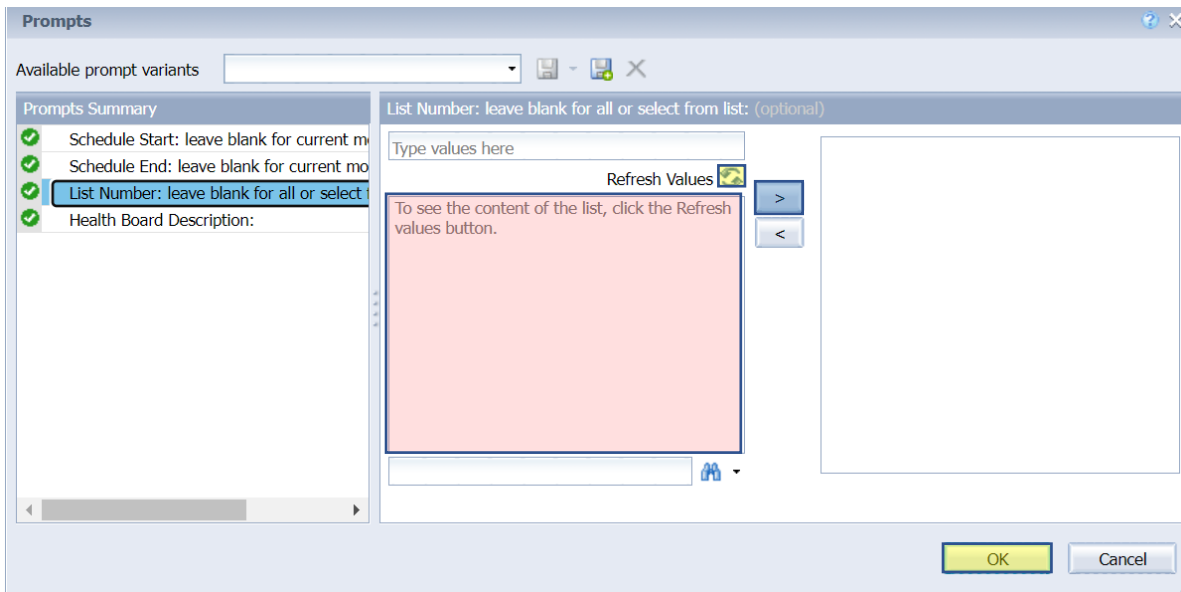 Prompts
Available prompt variants
Prompts Summary
Schedule Start: leave blank for current m
Schedule End: leave blank for current mo
List Number: leave blank for all or select f
Health Board Description:
List Number: leave blank for all or select from list: (optional)
Type values here
Refresh Values
To see the content of the list, click the Refresh
values button.
>
<
OK
Cancel